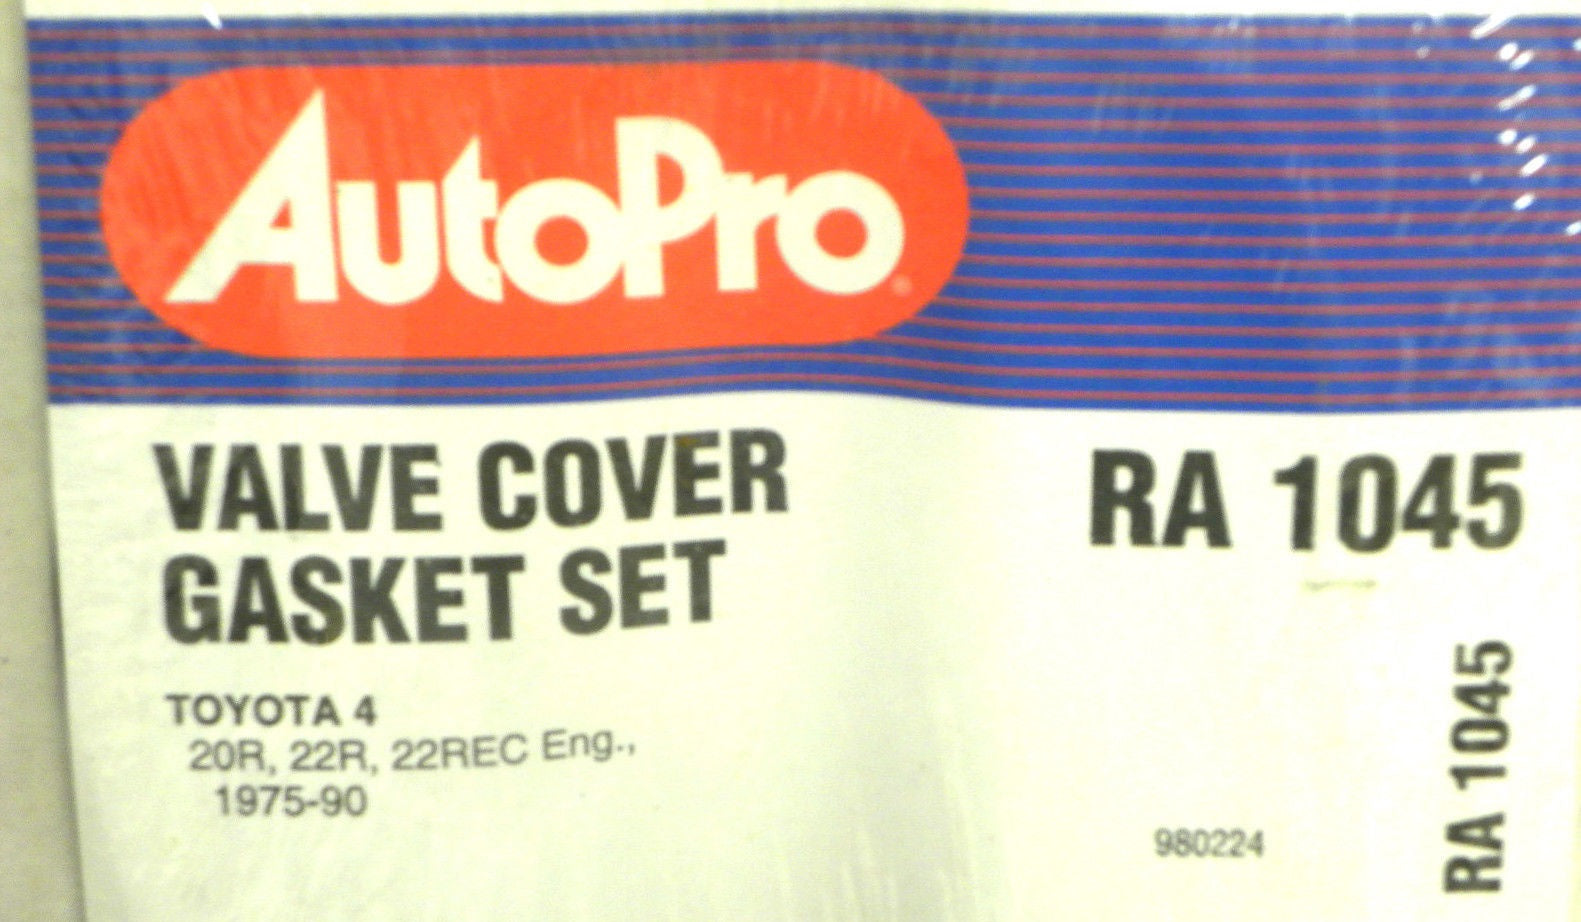 AutoPro
VALVE COVER
GASKET SET
RA 1045
TOYOTA 4
20R, 22R, 22REC Eng.,
1975-90
980224
RA 1045